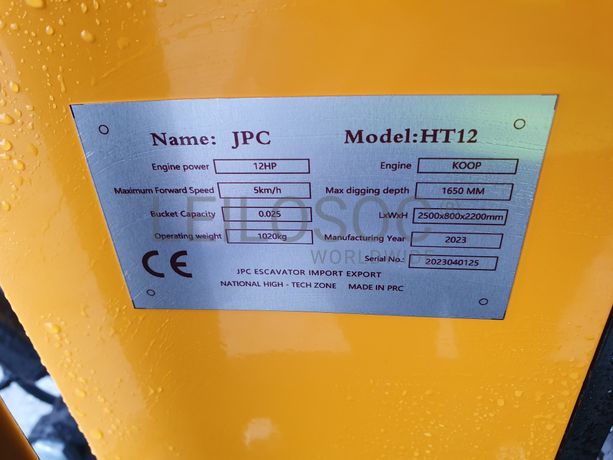 Name: JPC Model:HT12
Engine power 12HP Engine KOOP
Maximum Forward Speed 5km/h Max digging depth 1650 MM
Bucket Capacity 0.025 LxWxH 2500x800x2200mm
Operating weight 1020kg Manufacturing Year 2023
Serial No.: 2023040125
LEILOSOC®
WORLDWIDE
CE
JPC ESCAVATOR IMPORT EXPORT
NATIONAL HIGH - TECH ZONE MADE IN PRC